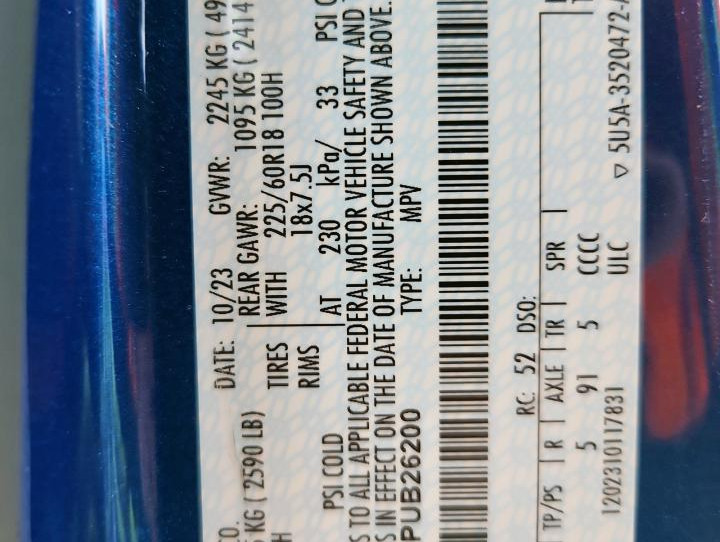 DATE: 10/23 GVWR: 2245 KG ( 49
KG ( 2590 LB) REAR GAWR: 1095 KG ( 2414
TIRES WITH 225/60R18 100H
RIMS 18x7.5J
PSI COLD AT 230 kPa/ 33 PSI C
S TO ALL APPLICABLE FEDERAL MOTOR VEHICLE SAFETY AND
S IN EFFECT ON THE DATE OF MANUFACTURE SHOWN ABOVE.
PUB26200 TYPE: MPV
RC: 52 DSO:
TP/PS R AXLE TR SPR
5 91 5 CCCC
1202310117831 ULC
▽ 5U5A-3520472-